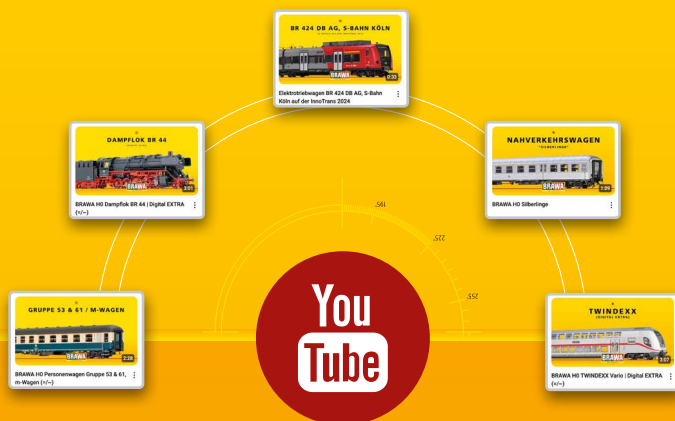 BR 424 DB AG, S-BAHN KÖLN
BRAWA
0:33
Elektrotriebwagen BR 424 DB AG, S-Bahn
Köln auf der InnoTrans 2024
DAMPFLOK BR 44
BRAWA
3:01
BRAWA H0 Dampflok BR 44 | Digital EXTRA
(=/~)
NAHVERKEHRSWAGEN
"SILBERLINGE"
BRAWA
1:09
BRAWA H0 Silberlinge
195°
225°
255°
GRUPPE 53 & 61 / M-WAGEN
BRAWA
2:28
BRAWA H0 Personenwagen Gruppe 53 & 61,
m-Wagen (=/~)
You
Tube
TWINDEXX
(DIGITAL EXTRA)
BRAWA
3:07
BRAWA H0 TWINDEXX Vario | Digital EXTRA
(=/~)